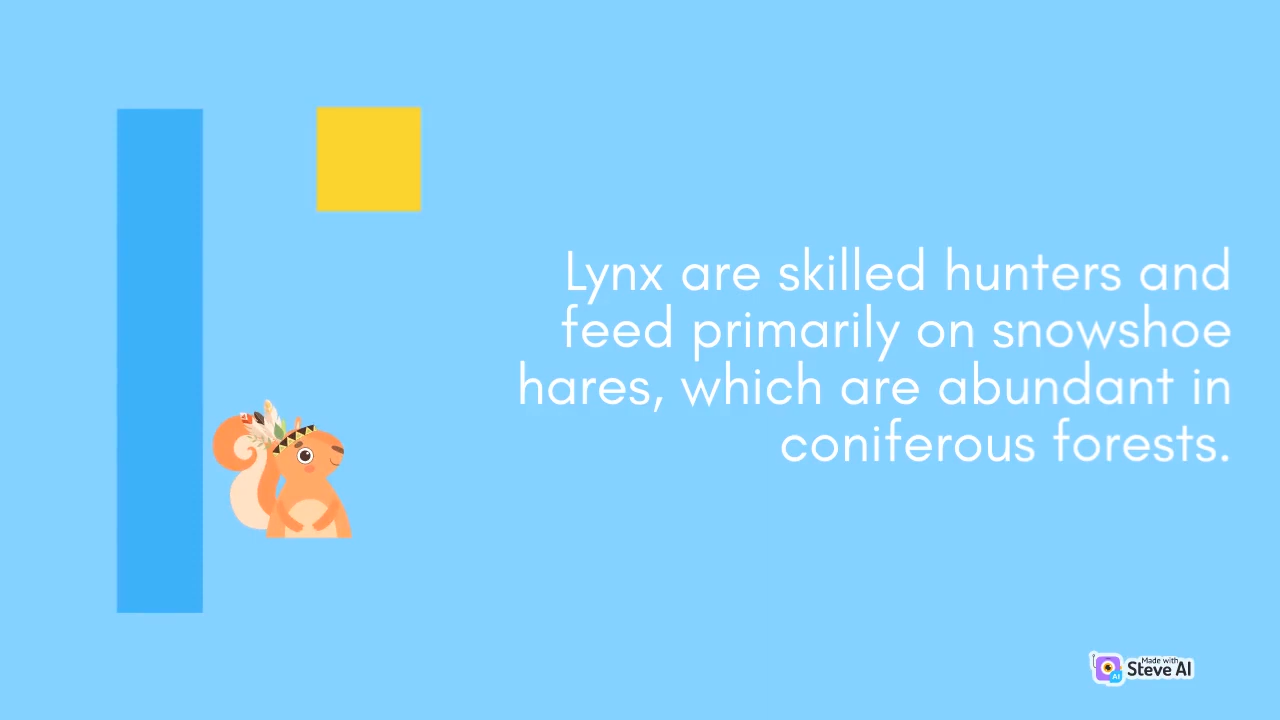 Lynx are skilled hunters and
feed primarily on snowshoe
hares, which are abundant in
coniferous forests.
Made with
Steve AI
AI